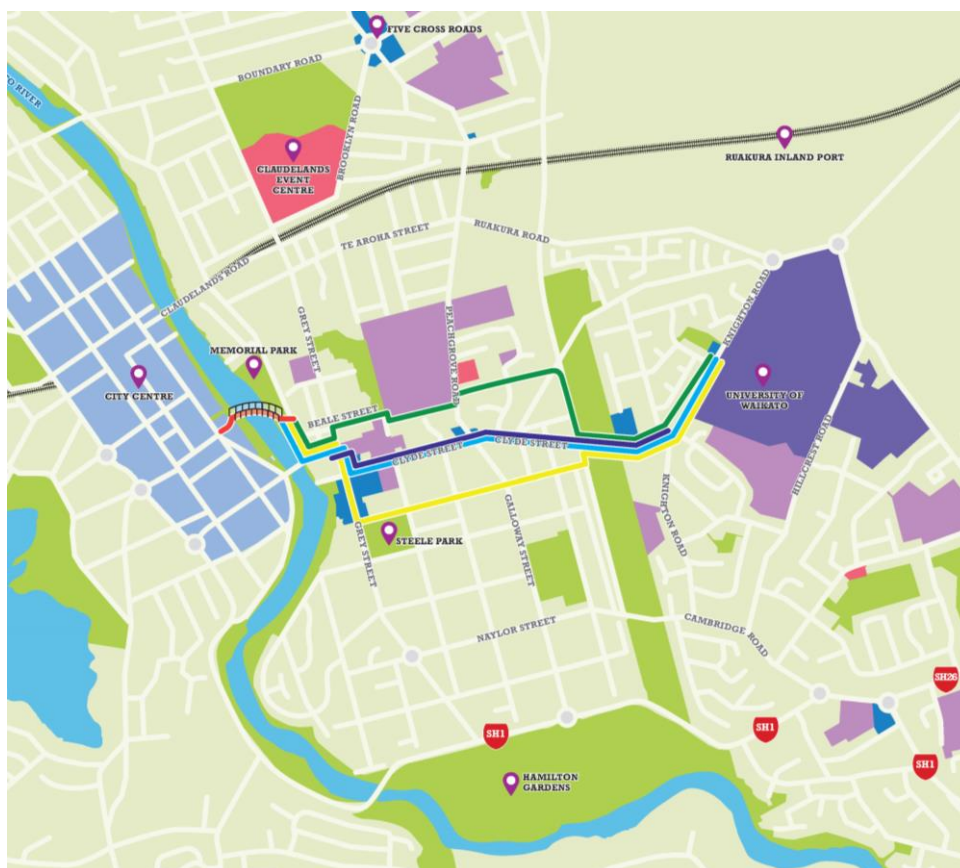 FIVE CROSS ROADS
BOUNDARY ROAD
RIVER
BROOKLYN ROAD
CLAUDELANDS
EVENT
CENTRE
RUAKURA INLAND PORT
TE AROHA STREET
RUAKURA ROAD
CLAUDELANDS ROAD
GREY STREET
PEACHGROVE ROAD
KNIGHTON ROAD
MEMORIAL PARK
CITY CENTRE
UNIVERSITY OF
WAIKATO
BEALE STREET
CLYDE STREET
CLYDE STREET
HILLCREST ROAD
KNIGHTON ROAD
GALLOWAY STREET
GREY STREET
STEELE PARK
NAYLOR STREET
CAMBRIDGE ROAD
SH26
SH1
SH1
SH1
HAMILTON
GARDENS